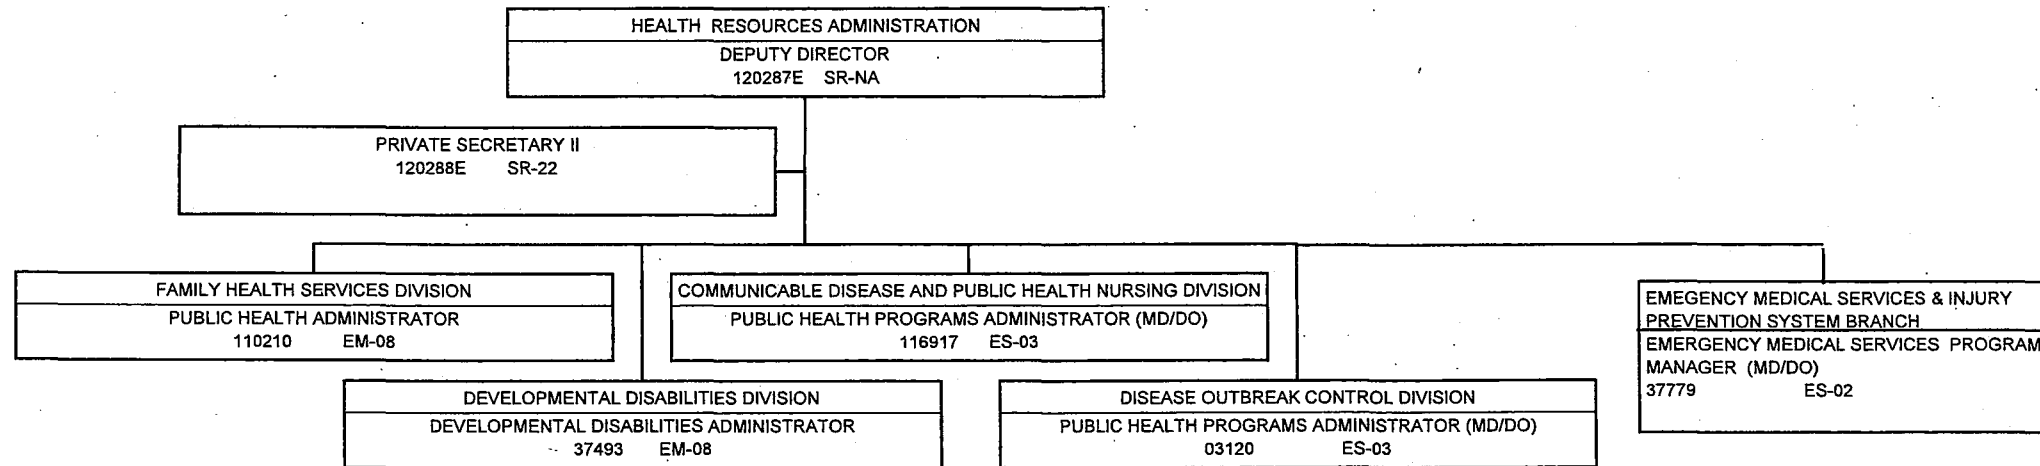 HEALTH RESOURCES ADMINISTRATION
DEPUTY DIRECTOR
120287E SR-NA
PRIVATE SECRETARY II
120288E SR-22
FAMILY HEALTH SERVICES DIVISION
PUBLIC HEALTH ADMINISTRATOR
110210 EM-08
COMMUNICABLE DISEASE AND PUBLIC HEALTH NURSING DIVISION
PUBLIC HEALTH PROGRAMS ADMINISTRATOR (MD/DO)
116917 ES-03
EMEGENCY MEDICAL SERVICES & INJURY
PREVENTION SYSTEM BRANCH
EMERGENCY MEDICAL SERVICES PROGRAM
MANAGER (MD/DO)
37779 ES-02
DEVELOPMENTAL DISABILITIES DIVISION
DEVELOPMENTAL DISABILITIES ADMINISTRATOR
37493 EM-08
DISEASE OUTBREAK CONTROL DIVISION
PUBLIC HEALTH PROGRAMS ADMINISTRATOR (MD/DO)
03120 ES-03